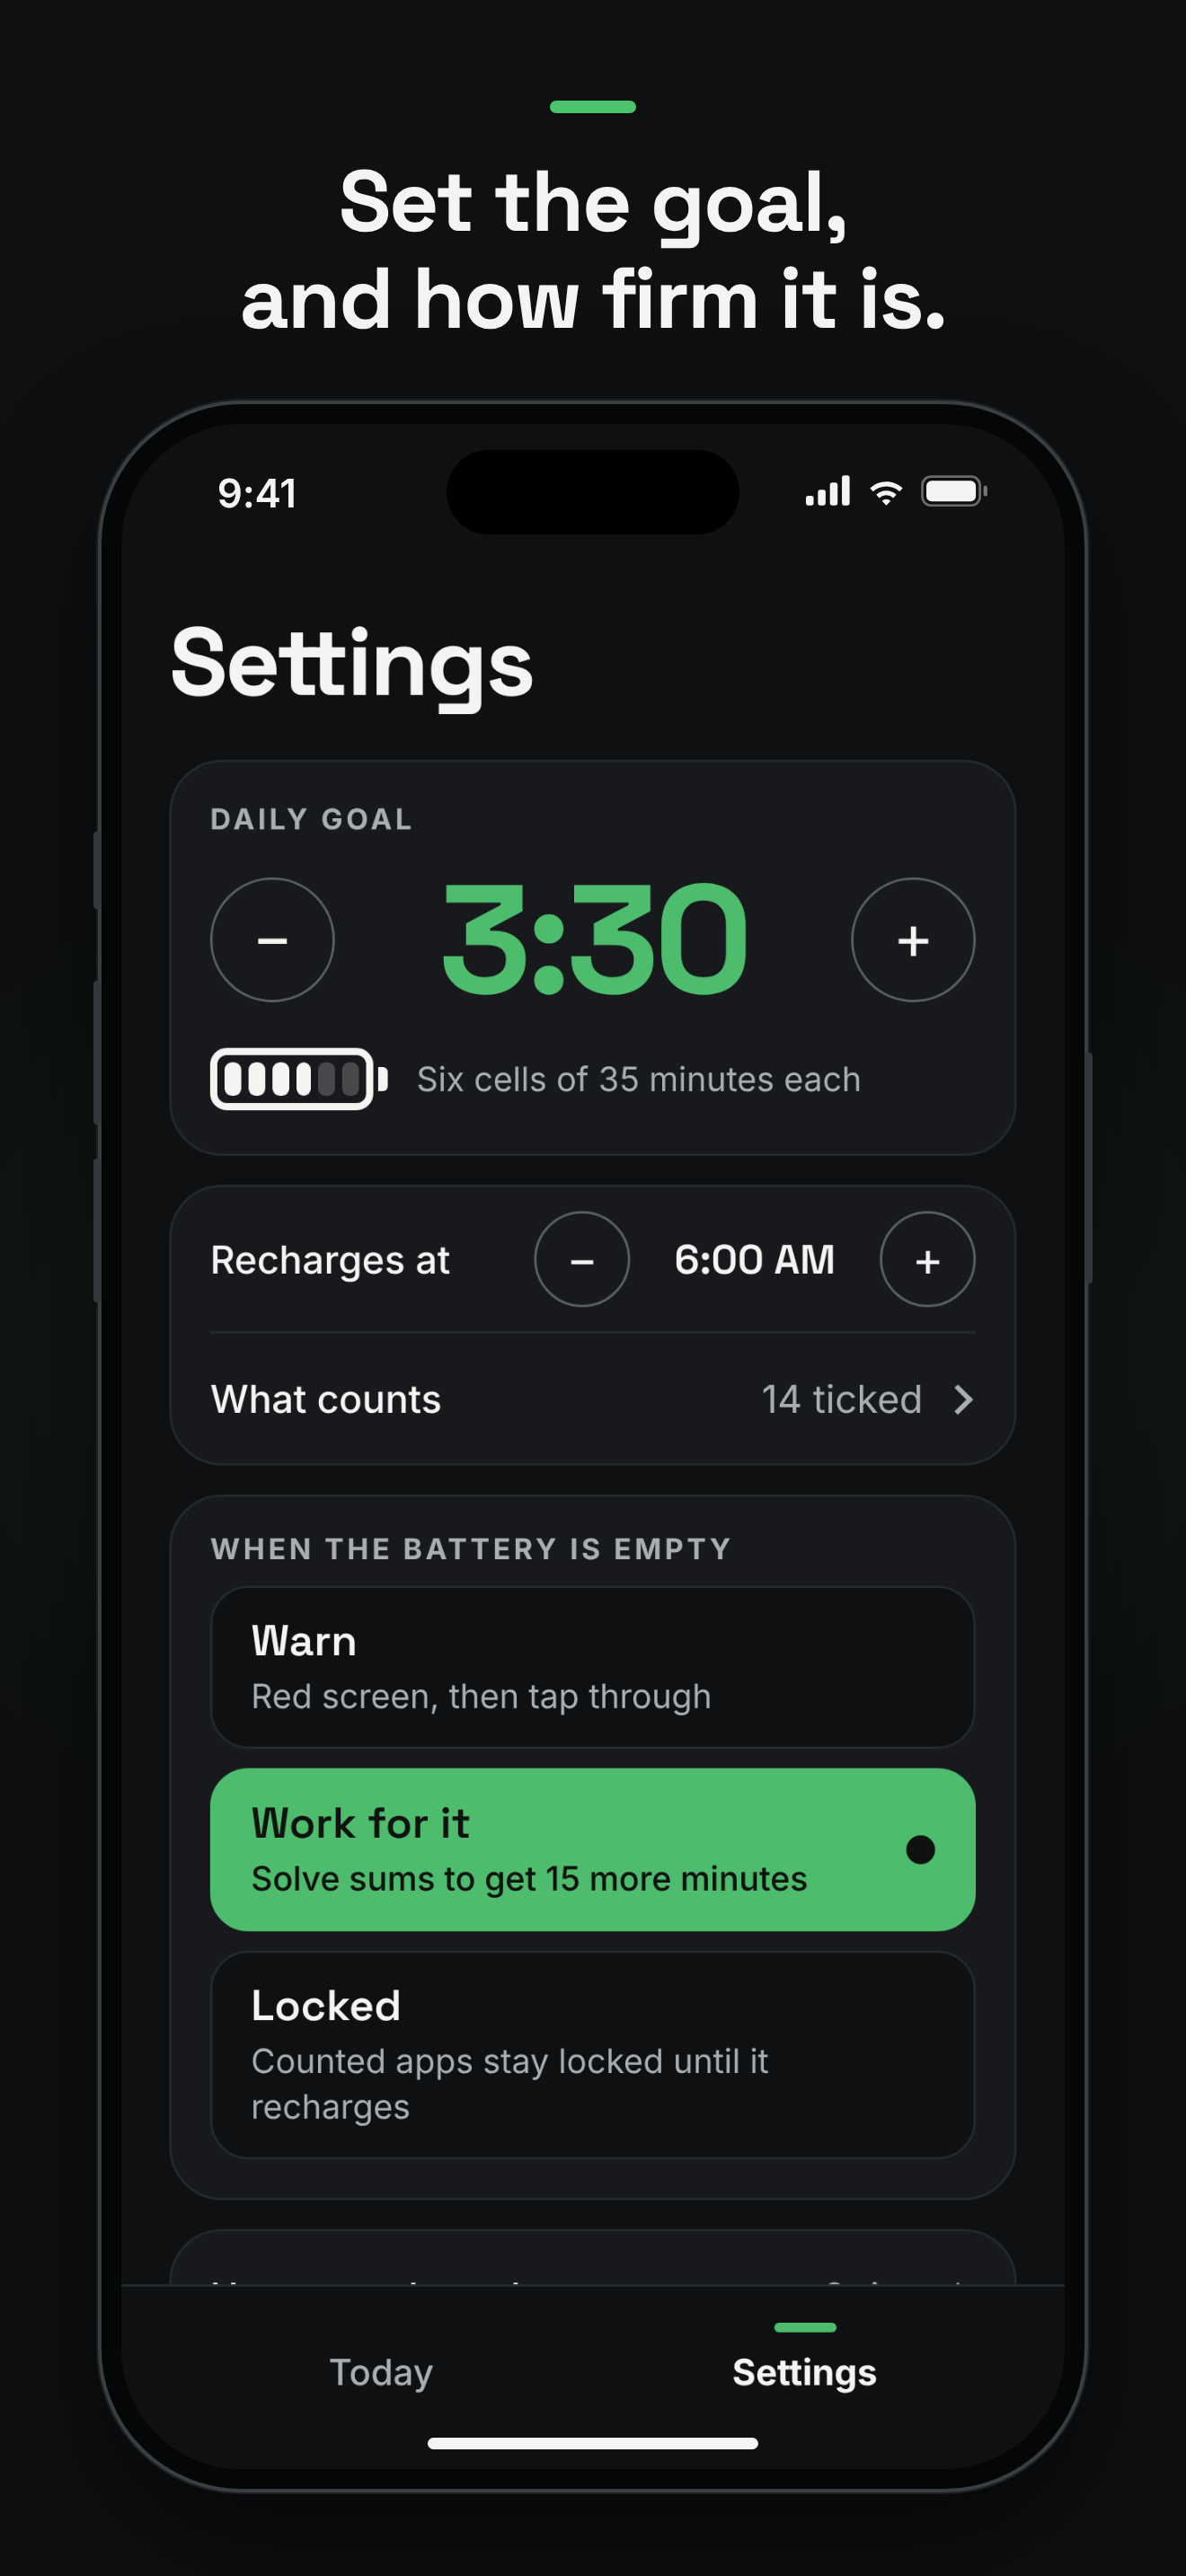 Set the goal,
and how firm it is.
9:41
Settings
DAILY GOAL
− 3:30 +
Six cells of 35 minutes each
Recharges at − 6:00 AM +
What counts 14 ticked
WHEN THE BATTERY IS EMPTY
Warn
Red screen, then tap through
Work for it
Solve sums to get 15 more minutes
Locked
Counted apps stay locked until it
recharges
Today Settings